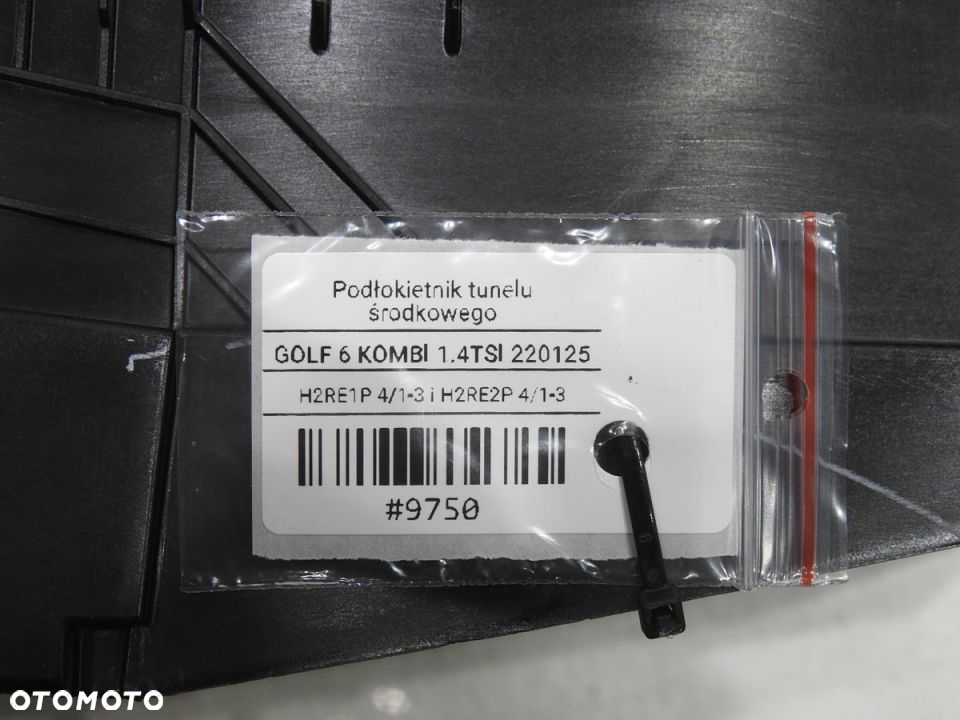 Podłokietnik tunelu
środkowego
GOLF 6 KOMBI 1.4TSI 220125
H2RE1P 4/1-3 i H2RE2P 4/1-3
#9750
OTOMOTO